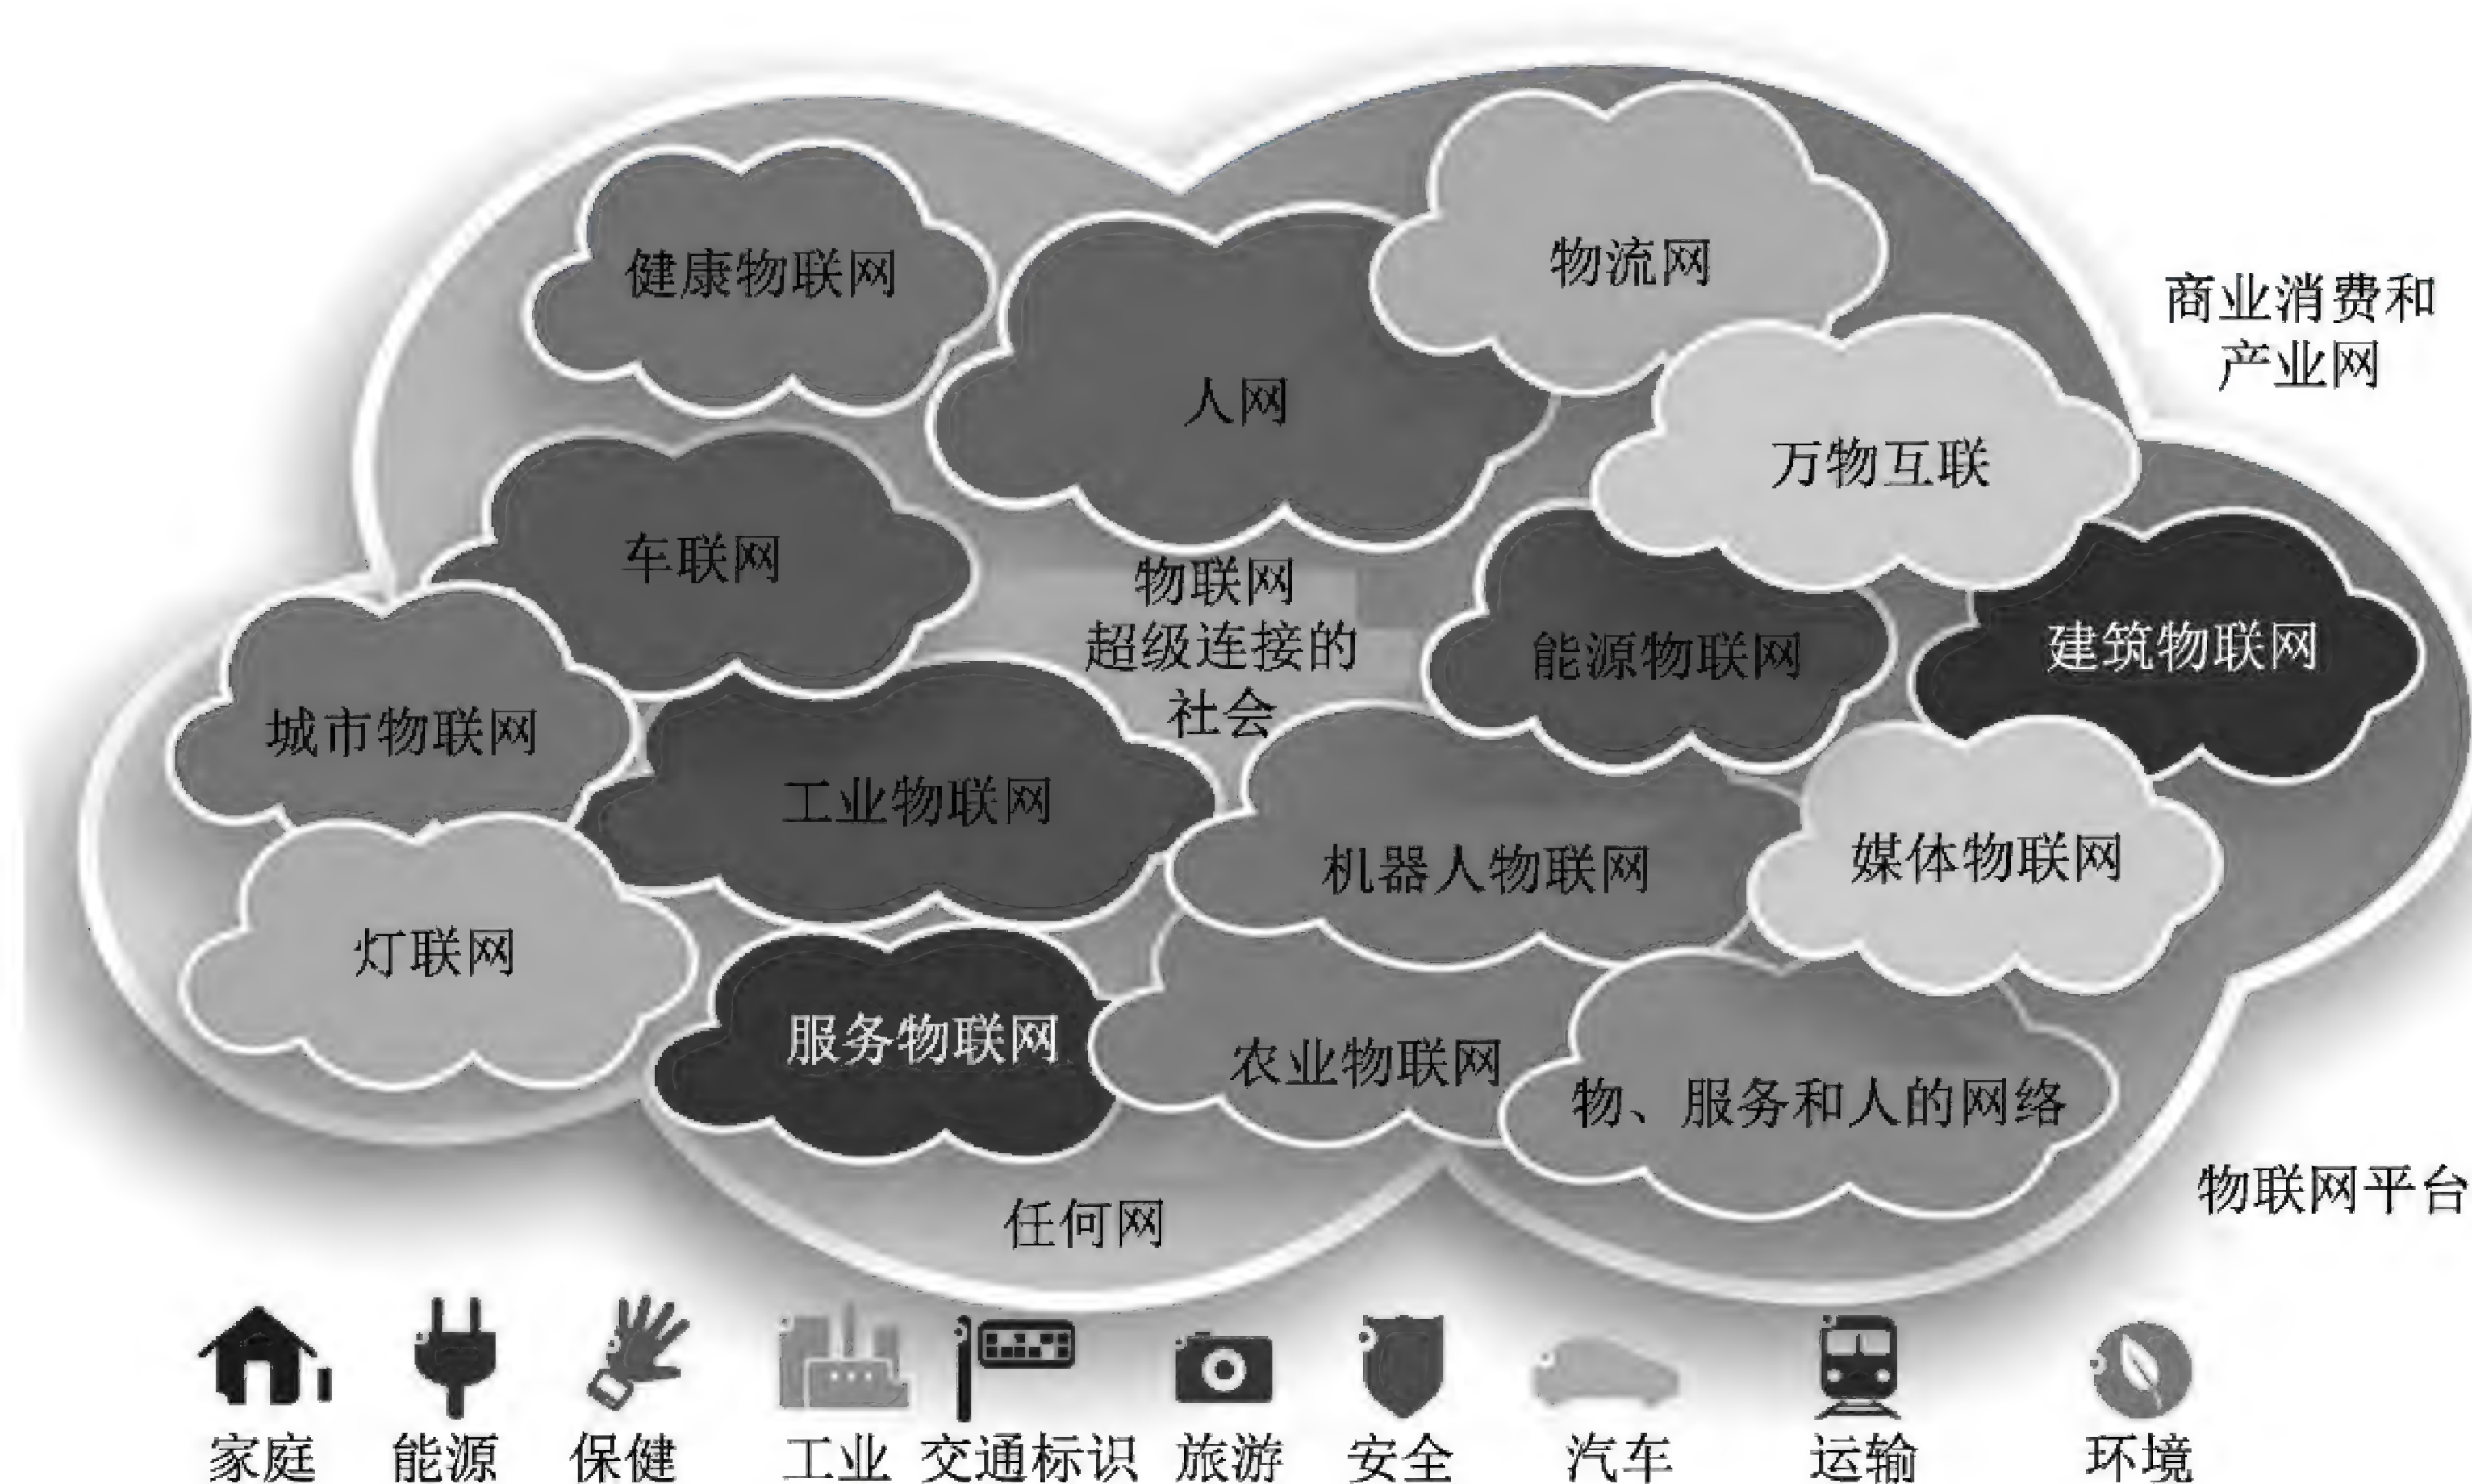 健康物联网
物流网
人网
商业消费和
产业网
万物互联
车联网
物联网
超级连接的
社会
能源物联网
建筑物联网
城市物联网
工业物联网
机器人物联网
媒体物联网
灯联网
服务物联网
农业物联网
物、服务和人的网络
任何网
物联网平台
家庭
能源
保健
工业
交通标识
旅游
安全
汽车
运输
环境